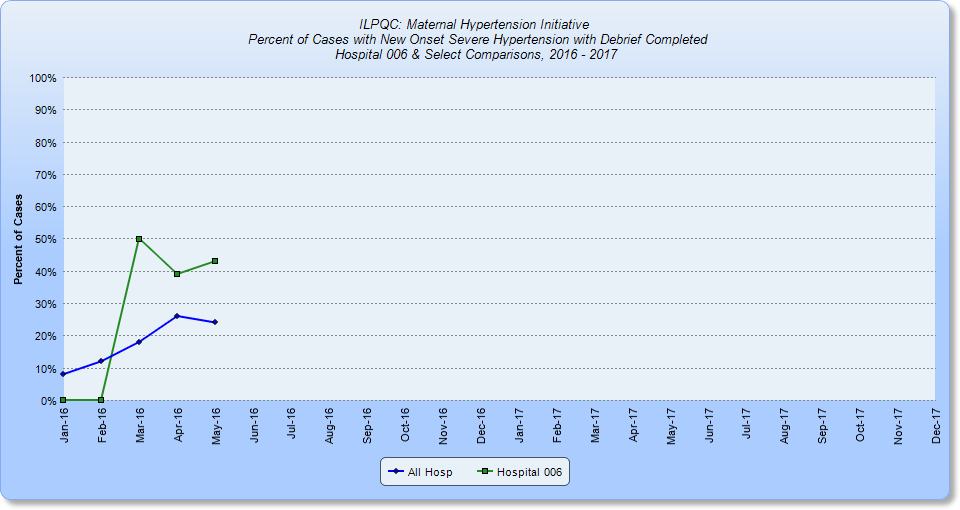 ILPQC: Maternal Hypertension Initiative
Percent of Cases with New Onset Severe Hypertension with Debrief Completed
Hospital 006 & Select Comparisons, 2016 - 2017
Percent of Cases
100%
90%
80%
70%
60%
50%
40%
30%
20%
10%
0%
Jan-16
Feb-16
Mar-16
Apr-16
May-16
Jun-16
Jul-16
Aug-16
Sep-16
Oct-16
Nov-16
Dec-16
Jan-17
Feb-17
Mar-17
Apr-17
May-17
Jun-17
Jul-17
Aug-17
Sep-17
Oct-17
Nov-17
Dec-17
All Hosp
Hospital 006